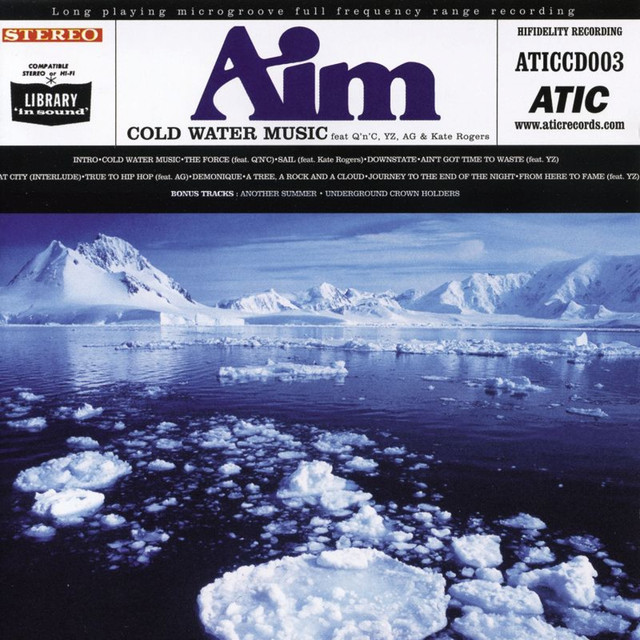 Long playing microgroove full frequency range recording
STEREO
COMPATIBLE
STEREO or HI-FI
LIBRARY
'in sound'
Aim
COLD WATER MUSIC feat Q'n'C, YZ, AG & Kate Rogers
HIFIDELITY RECORDING
ATICCD003
ATIC
www.aticrecords.com
INTRO•COLD WATER MUSIC•THE FORCE (feat. Q'N'C)•SAIL (feat. Kate Rogers)•DOWNSTATE•AIN'T GOT TIME TO WASTE (feat. YZ)
AT CITY (INTERLUDE)•TRUE TO HIP HOP (feat. AG)•DEMONIQUE•A TREE, A ROCK AND A CLOUD•JOURNEY TO THE END OF THE NIGHT•FROM HERE TO FAME (feat. YZ)
BONUS TRACKS : ANOTHER SUMMER • UNDERGROUND CROWN HOLDERS